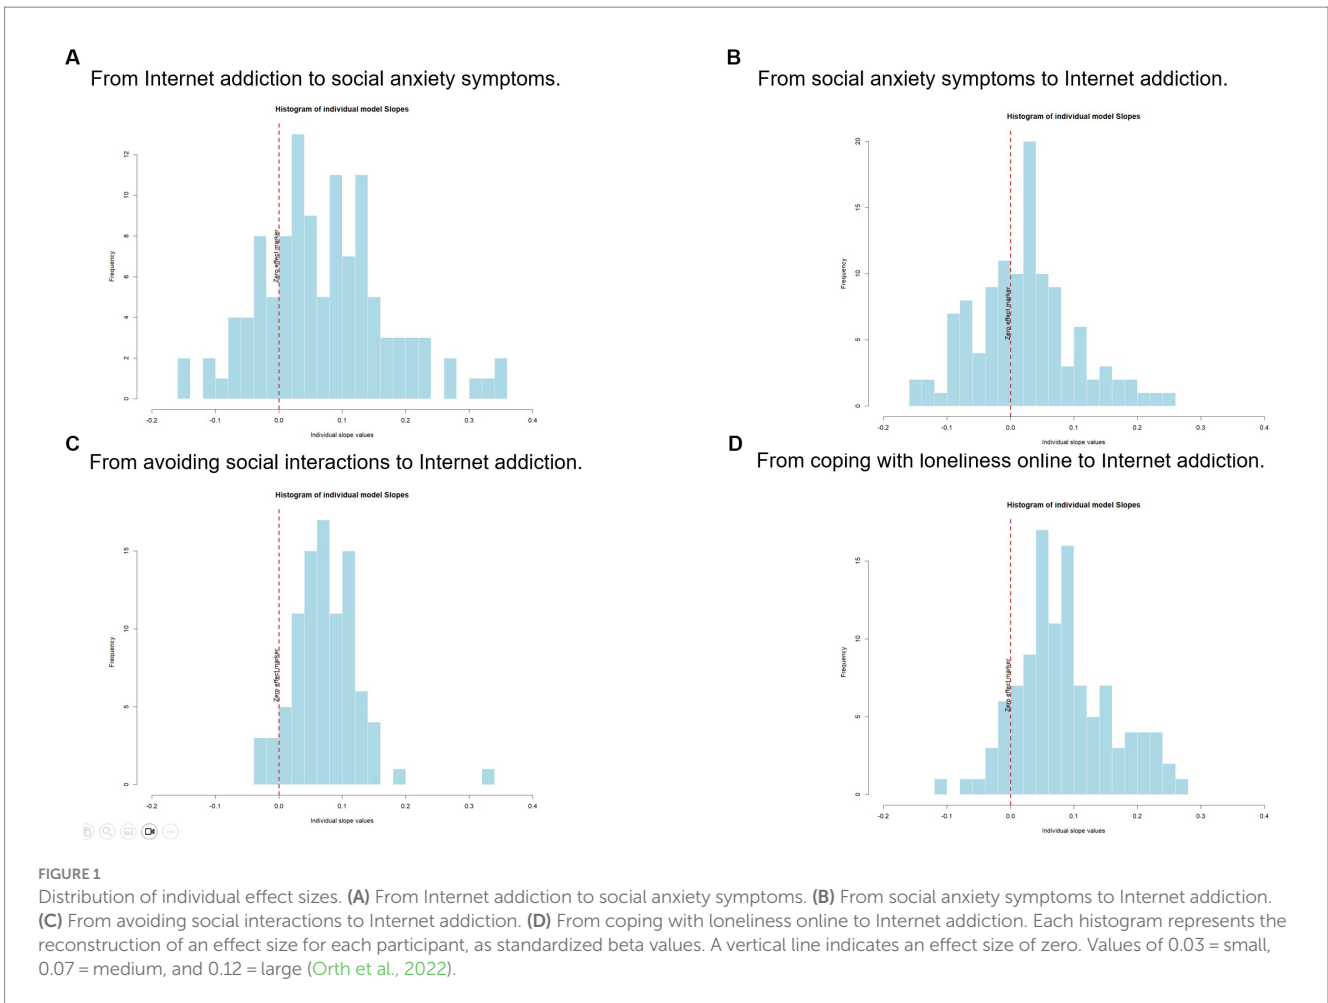 A
From Internet addiction to social anxiety symptoms.
Histogram of individual model Slopes
Frequency
0
2
4
6
8
10
12
Zero effect marker
-0.2 -0.1 0.0 0.1 0.2 0.3 0.4
Individual slope values
B
From social anxiety symptoms to Internet addiction.
Histogram of individual model Slopes
Frequency
0
5
10
15
20
Zero effect marker
-0.2 -0.1 0.0 0.1 0.2 0.3 0.4
Individual slope values
C
From avoiding social interactions to Internet addiction.
Histogram of individual model Slopes
Frequency
0
5
10
15
Zero effect marker
-0.2 -0.1 0.0 0.1 0.2 0.3 0.4
Individual slope values
D
From coping with loneliness online to Internet addiction.
Histogram of individual model Slopes
Frequency
0
5
10
15
Zero effect marker
-0.2 -0.1 0.0 0.1 0.2 0.3 0.4
Individual slope values
FIGURE 1
Distribution of individual effect sizes. (A) From Internet addiction to social anxiety symptoms. (B) From social anxiety symptoms to Internet addiction.
(C) From avoiding social interactions to Internet addiction. (D) From coping with loneliness online to Internet addiction. Each histogram represents the
reconstruction of an effect size for each participant, as standardized beta values. A vertical line indicates an effect size of zero. Values of 0.03 = small,
0.07 = medium, and 0.12 = large (Orth et al., 2022).